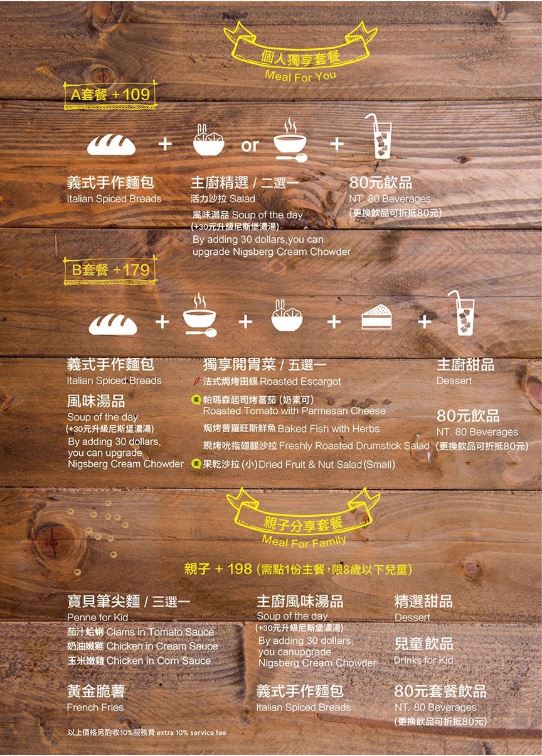 個人獨享套餐
Meal For You
A套餐 +109
+ or +
義式手作麵包
Italian Spiced Breads
主廚精選 / 二選一
活力沙拉 Salad
風味湯品 Soup of the day
(+30元升級尼斯堡濃湯)
By adding 30 dollars,you can
upgrade Nigsberg Cream Chowder
80元飲品
NT. 80 Beverages
(更換飲品可折抵80元)
B套餐 +179
+ + + +
義式手作麵包
Italian Spiced Breads
風味湯品
Soup of the day
(+30元升級尼斯堡濃湯)
By adding 30 dollars,
you can upgrade
Nigsberg Cream Chowder
獨享開胃菜 / 五選一
法式焗烤田螺 Roasted Escargot
帕瑪森起司烤蕃茄 (奶素可)
Roasted Tomato with Parmesan Cheese
焗烤普羅旺斯鮮魚 Baked Fish with Herbs
現烤吮指翅腿沙拉 Freshly Roasted Drumstick Salad
果乾沙拉 (小) Dried Fruit & Nut Salad (Small)
主廚甜品
Dessert
80元飲品
NT. 80 Beverages
(更換飲品可折抵80元)
親子分享套餐
Meal For Family
親子 + 198 (需點1份主餐，限8歲以下兒童)
寶貝筆尖麵 / 三選一
Penne for Kid
茄汁蛤蜊 Clams in Tomato Sauce
奶油嫩雞 Chicken in Cream Sauce
玉米嫩雞 Chicken in Corn Sauce
黃金脆薯
French Fries
主廚風味湯品
Soup of the day
(+30元升級尼斯堡濃湯)
By adding 30 dollars,
you canupgrade
Nigsberg Cream Chowder
義式手作麵包
Italian Spiced Breads
精選甜品
Dessert
兒童飲品
Drinks for Kid
80元套餐飲品
NT. 80 Beverages
(更換飲品可折抵80元)
以上價格另酌收10%服務費 extra 10% service fee